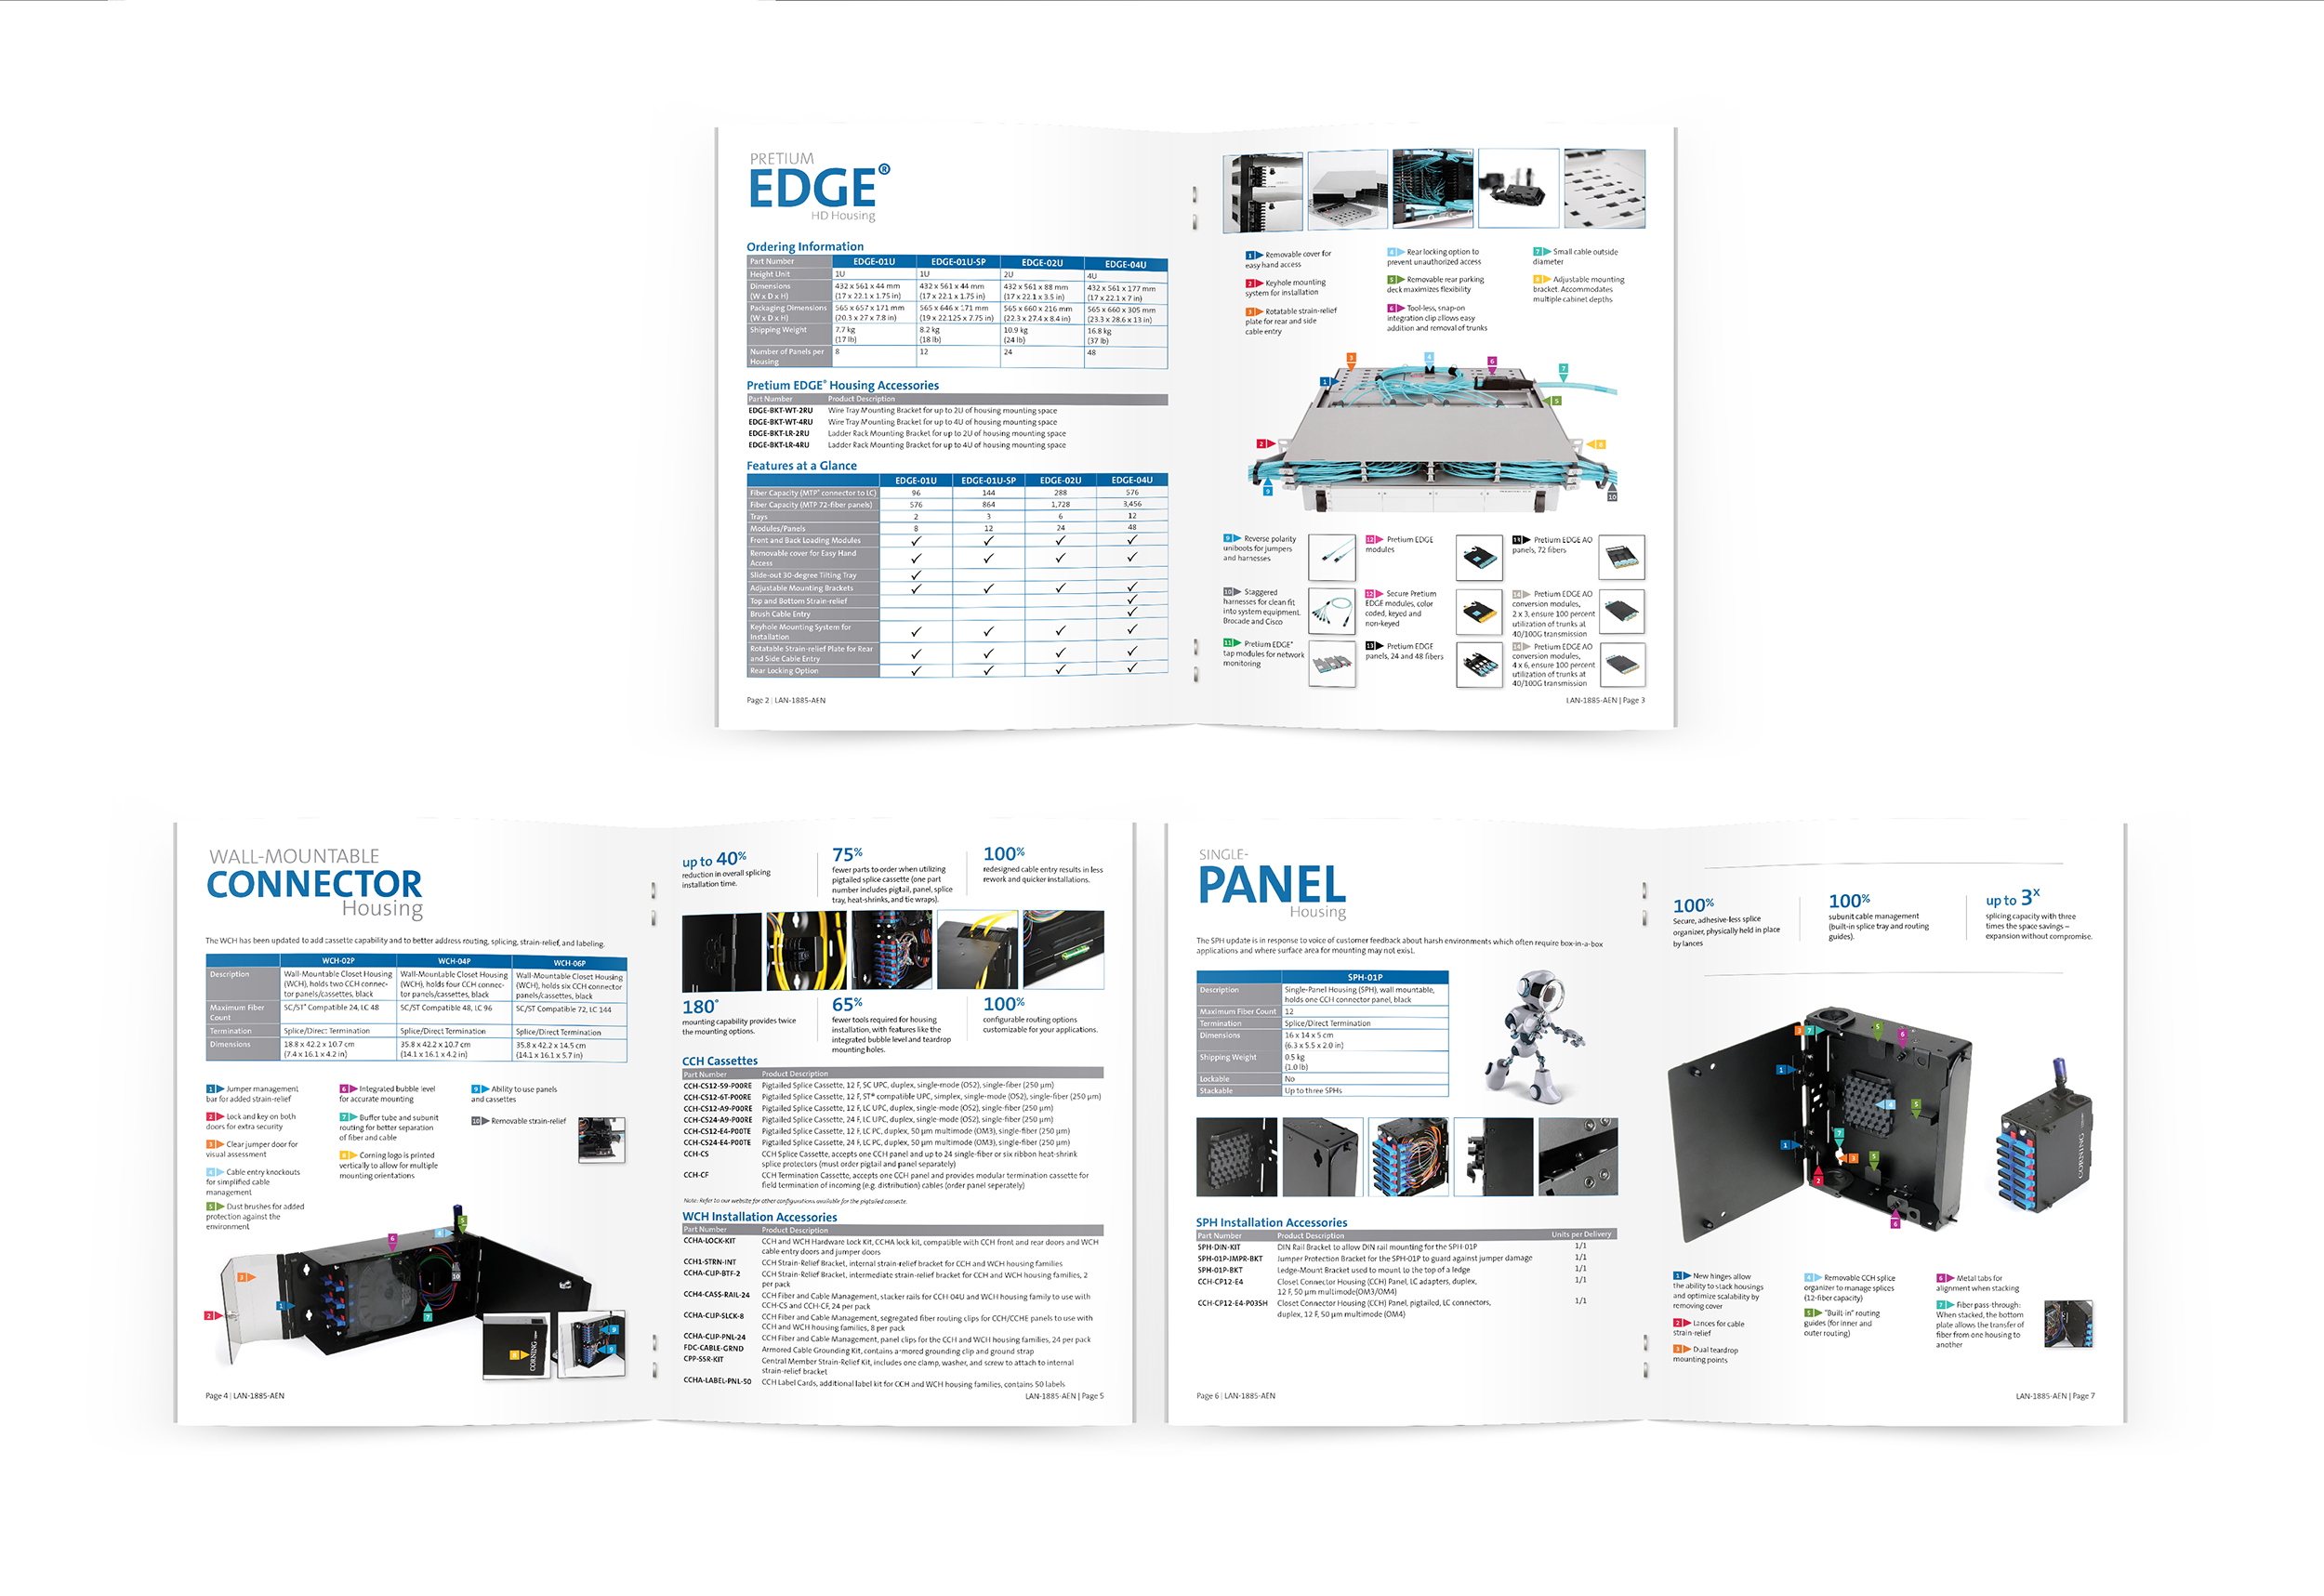 PRETIUM
EDGE®
HD Housing
Ordering Information
Part Number EDGE-01U EDGE-01U-SP EDGE-02U EDGE-04U
Height Unit 1U 1U 2U 4U
Dimensions 432 x 561 x 44 mm 432 x 561 x 44 mm 432 x 561 x 88 mm 432 x 561 x 177 mm
(W x D x H) (17 x 22.1 x 1.75 in) (17 x 22.1 x 1.75 in) (17 x 22.1 x 3.5 in) (17 x 22.1 x 7 in)
Packaging Dimensions 565 x 657 x 171 mm 565 x 646 x 171 mm 565 x 660 x 216 mm 565 x 660 x 305 mm
(W x D x H) (20.3 x 27 x 7.8 in) (19 x 22.125 x 7.75 in) (22.3 x 27.4 x 8.4 in) (23.3 x 28.6 x 13 in)
Shipping Weight 7.7 kg 8.2 kg 10.9 kg 16.8 kg
(17 lb) (18 lb) (24 lb) (37 lb)
Number of Panels per 8 12 24 48
Housing
Pretium EDGE® Housing Accessories
Part Number Product Description
EDGE-BKT-WT-2RU Wire Tray Mounting Bracket for up to 2U of housing mounting space
EDGE-BKT-WT-4RU Wire Tray Mounting Bracket for up to 4U of housing mounting space
EDGE-BKT-LR-2RU Ladder Rack Mounting Bracket for up to 2U of housing mounting space
EDGE-BKT-LR-4RU Ladder Rack Mounting Bracket for up to 4U of housing mounting space
Features at a Glance
EDGE-01U EDGE-01U-SP EDGE-02U EDGE-04U
Fiber Capacity (MTP® connector to LC) 96 144 288 576
Fiber Capacity (MTP 72-fiber panels) 576 864 1,728 3,456
Trays 2 3 6 12
Modules/Panels 8 12 24 48
Front and Back Loading Modules ✓ ✓ ✓ ✓
Removable cover for Easy Hand
Access ✓ ✓ ✓ ✓
Slide-out 30-degree Tilting Tray ✓
Adjustable Mounting Brackets ✓ ✓ ✓ ✓
Top and Bottom Strain-relief ✓
Brush Cable Entry ✓
Keyhole Mounting System for
Installation ✓ ✓ ✓ ✓
Rotatable Strain-relief Plate for Rear
and Side Cable Entry ✓ ✓ ✓ ✓
Rear Locking Option ✓ ✓ ✓ ✓
Page 2 | LAN-1885-AEN
1 Removable cover for
easy hand access
2 Keyhole mounting
system for installation
3 Rotatable strain-relief
plate for rear and side
cable entry
4 Rear locking option to
prevent unauthorized access
5 Removable rear parking
deck maximizes flexibility
6 Tool-less, snap-on
integration clip allows easy
addition and removal of trunks
7 Small cable outside
diameter
8 Adjustable mounting
bracket. Accommodates
multiple cabinet depths
3 4 6 7
1 5
2 8
9 10
9 Reverse polarity
uniboots for jumpers
and harnesses
10 Staggered
harnesses for clean fit
into system equipment.
Brocade and Cisco
11 Pretium EDGE®
tap modules for network
monitoring
12 Pretium EDGE
modules
12 Secure Pretium
EDGE modules, color
coded, keyed and
non-keyed
13 Pretium EDGE
panels, 24 and 48 fibers
Pretium EDGE AO
panels, 72 fibers
14 Pretium EDGE AO
conversion modules,
2 x 3, ensure 100 percent
utilization of trunks at
40/100G transmission
14 Pretium EDGE AO
conversion modules,
4 x 6, ensure 100 percent
utilization of trunks at
40/100G transmission
LAN-1885-AEN | Page 3
WALL-MOUNTABLE
CONNECTOR
Housing
The WCH has been updated to add cassette capability and to better address routing, splicing, strain-relief, and labeling.
WCH-02P WCH-04P WCH-06P
Description Wall-Mountable Closet Housing Wall-Mountable Closet Housing Wall-Mountable Closet Housing
(WCH), holds two CCH connec- (WCH), holds four CCH connec- (WCH), holds six CCH connector
tor panels/cassettes, black tor panels/cassettes, black panels/cassettes, black
Maximum Fiber SC/ST® Compatible 24, LC 48 SC/ST Compatible 48, LC 96 SC/ST Compatible 72, LC 144
Count
Termination Splice/Direct Termination Splice/Direct Termination Splice/Direct Termination
Dimensions 18.8 x 42.2 x 10.7 cm 35.8 x 42.2 x 10.7 cm 35.8 x 42.2 x 14.5 cm
(7.4 x 16.1 x 4.2 in) (14.1 x 16.1 x 4.2 in) (14.1 x 16.1 x 5.7 in)
1 Jumper management
bar for added strain-relief
2 Lock and key on both
doors for extra security
3 Clear jumper door for
visual assessment
4 Cable entry knockouts
for simplified cable
management
5 Dust brushes for added
protection against the
environment
6 Integrated bubble level
for accurate mounting
7 Buffer tube and subunit
routing for better separation
of fiber and cable
8 Corning logo is printed
vertically to allow for multiple
mounting orientations
9 Ability to use panels
and cassettes
10 Removable strain-relief
5
4
6
10
3
1
2
7
8
CORNING
9
9
Page 4 | LAN-1885-AEN
up to 40%
reduction in overall splicing
installation time.
75%
fewer parts to order when utilizing
pigtailed splice cassette (one part
number includes pigtail, panel, splice
tray, heat-shrinks, and tie wraps).
100%
redesigned cable entry results in less
rework and quicker installations.
180°
mounting capability provides twice
the mounting options.
65%
fewer tools required for housing
installation, with features like the
integrated bubble level and teardrop
mounting holes.
100%
configurable routing options
customizable for your applications.
CCH Cassettes
Part Number Product Description
CCH-CS12-59-P00RE Pigtailed Splice Cassette, 12 F, SC UPC, duplex, single-mode (OS2), single-fiber (250 µm)
CCH-CS12-6T-P00RE Pigtailed Splice Cassette, 12 F, ST® compatible UPC, simplex, single-mode (OS2), single-fiber (250 µm)
CCH-CS12-A9-P00RE Pigtailed Splice Cassette, 12 F, LC UPC, duplex, single-mode (OS2), single-fiber (250 µm)
CCH-CS24-A9-P00RE Pigtailed Splice Cassette, 24 F, LC UPC, duplex, single-mode (OS2), single-fiber (250 µm)
CCH-CS12-E4-P00TE Pigtailed Splice Cassette, 12 F, LC PC, duplex, 50 µm multimode (OM3), single-fiber (250 µm)
CCH-CS24-E4-P00TE Pigtailed Splice Cassette, 24 F, LC PC, duplex, 50 µm multimode (OM3), single-fiber (250 µm)
CCH-CS CCH Splice Cassette, accepts one CCH panel and up to 24 single-fiber or six ribbon heat-shrink
splice protectors (must order pigtail and panel separately)
CCH-CF CCH Termination Cassette, accepts one CCH panel and provides modular termination cassette for
field termination of incoming (e.g. distribution) cables (order panel seperately)
Note: Refer to our website for other configurations available for the pigtailed cassette.
WCH Installation Accessories
Part Number Product Description
CCHA-LOCK-KIT CCH and WCH Hardware Lock Kit, CCHA lock kit, compatible with CCH front and rear doors and WCH
cable entry doors and jumper doors
CCH1-STRN-INT CCH Strain-Relief Bracket, internal strain-relief bracket for CCH and WCH housing families
CCHA-CLIP-BTF-2 CCH Strain-Relief Bracket, intermediate strain-relief bracket for CCH and WCH housing families, 2
per pack
CCH4-CASS-RAIL-24 CCH Fiber and Cable Management, stacker rails for CCH-04U and WCH housing family to use with
CCH-CS and CCH-CF, 24 per pack
CCHA-CLIP-SLCK-8 CCH Fiber and Cable Management, segregated fiber routing clips for CCH/CCHE panels to use with
CCH and WCH housing families, 8 per pack
CCHA-CLIP-PNL-24 CCH Fiber and Cable Management, panel clips for the CCH and WCH housing families, 24 per pack
FDC-CABLE-GRND Armored Cable Grounding Kit, contains armored grounding clip and ground strap
CPP-SSR-KIT Central Member Strain-Relief Kit, includes one clamp, washer, and screw to attach to internal
strain-relief bracket
CCHA-LABEL-PNL-50 CCH Label Cards, additional label kit for CCH and WCH housing families, contains 50 labels
LAN-1885-AEN | Page 5
SINGLE-
PANEL
Housing
The SPH update is in response to voice of customer feedback about harsh environments which often require box-in-a-box
applications and where surface area for mounting may not exist.
SPH-01P
Description Single-Panel Housing (SPH), wall mountable,
holds one CCH connector panel, black
Maximum Fiber Count 12
Termination Splice/Direct Termination
Dimensions 16 x 14 x 5 cm
(6.3 x 5.5 x 2.0 in)
Shipping Weight 0.5 kg
(1.0 lb)
Lockable No
Stackable Up to three SPHs
SPH Installation Accessories
Part Number Product Description Units per Delivery
SPH-DIN-KIT DIN Rail Bracket to allow DIN rail mounting for the SPH-01P 1/1
SPH-01P-JMPR-BKT Jumper Protection Bracket for the SPH-01P to guard against jumper damage 1/1
SPH-01P-BKT Ledge-Mount Bracket used to mount to the top of a ledge 1/1
CCH-CP12-E4 Closet Connector Housing (CCH) Panel, LC adapters, duplex, 1/1
12 F, 50 µm multimode(OM3/OM4)
CCH-CP12-E4-P03SH Closet Connector Housing (CCH) Panel, pigtailed, LC connectors, 1/1
duplex, 12 F, 50 µm multimode (OM4)
Page 6 | LAN-1885-AEN
100%
Secure, adhesive-less splice
organizer, physically held in place
by lances
100%
subunit cable management
(built-in splice tray and routing
guides).
up to 3x
splicing capacity with three
times the space savings –
expansion without compromise.
3 7 5 6
1
4 5
1 7
3 5
2
6
CORNING
1 New hinges allow
the ability to stack housings
and optimize scalability by
removing cover
2 Lances for cable
strain-relief
3 Dual teardrop
mounting points
4 Removable CCH splice
organizer to manage splices
(12-fiber capacity)
5 "Built-in" routing
guides (for inner and
outer routing)
6 Metal tabs for
alignment when stacking
7 Fiber pass-through:
When stacked, the bottom
plate allows the transfer of
fiber from one housing to
another
LAN-1885-AEN | Page 7